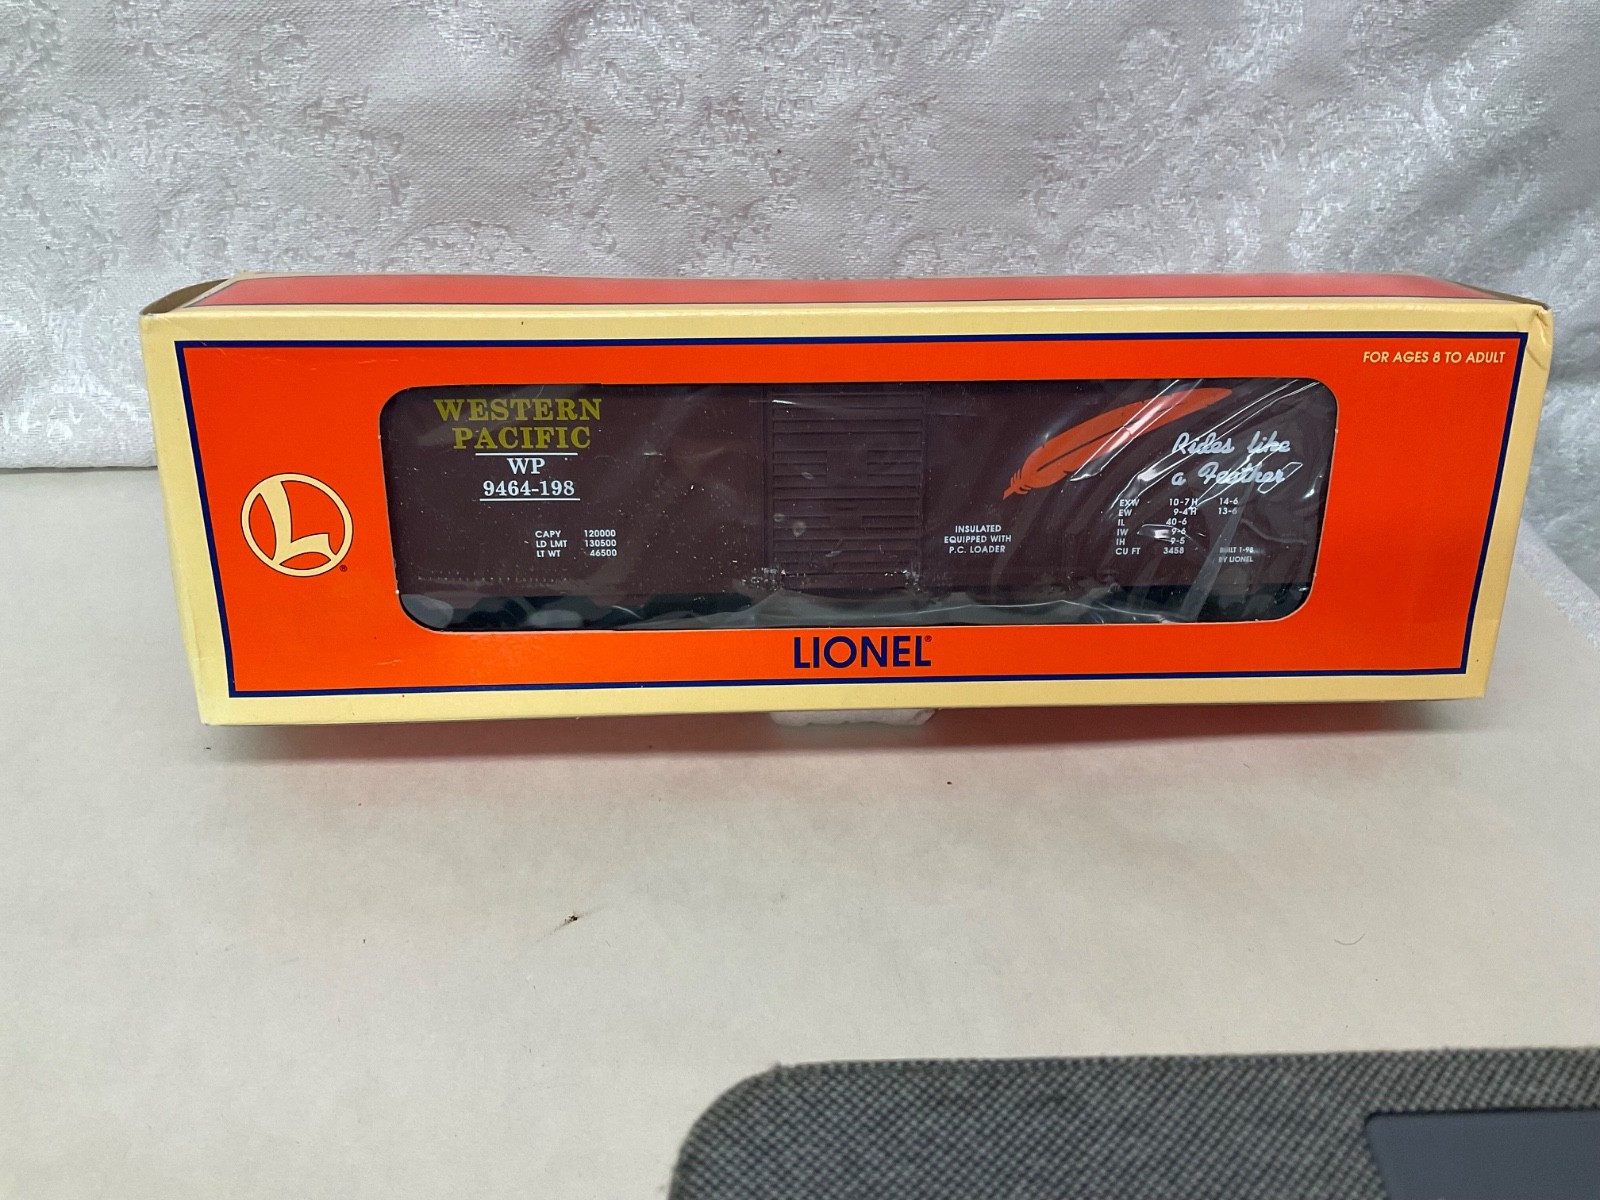 FOR AGES 8 TO ADULT
WESTERN
PACIFIC
WP
9464-198
CAPY 120000
LD LMT 130500
LT WT 46500
INSULATED
EQUIPPED WITH
P.C. LOADER
Rides like
a Feather
EXW 10-7 H 14-6
EW 9-4 H 13-6
IL 40-6
IW 9-6
IH 9-5
CU FT 3458
BUILT 1-98
BY LIONEL
L®
LIONEL®